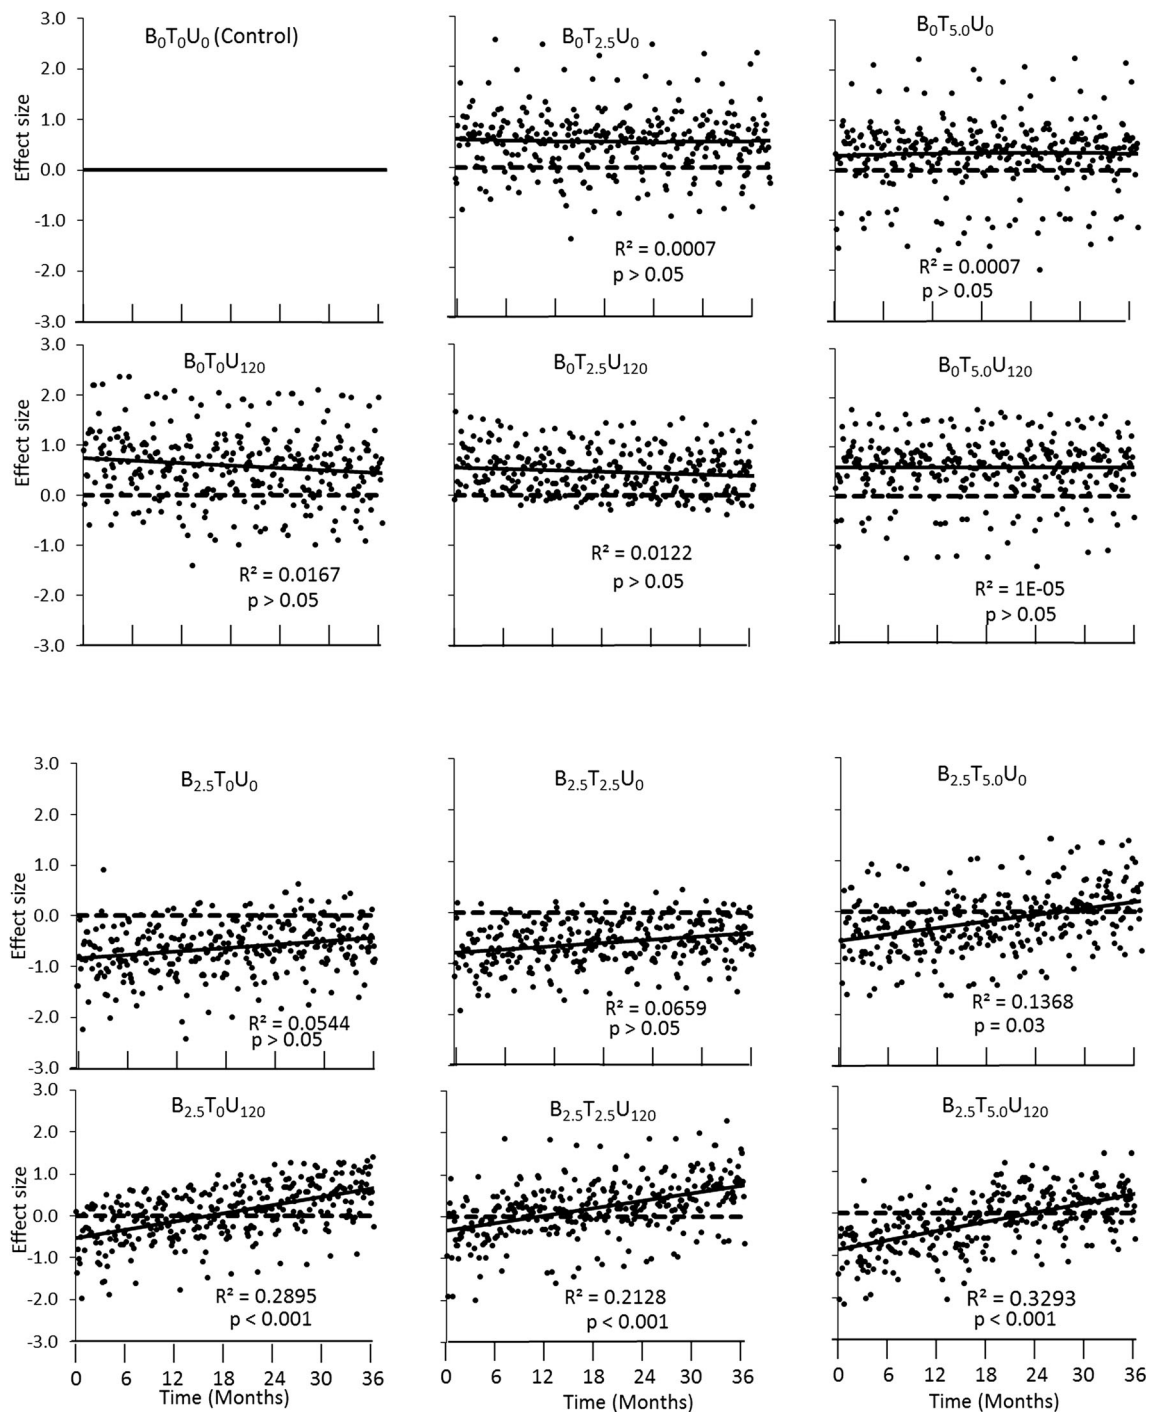 B₀T₀U₀ (Control)
3.0
2.0
1.0
0.0
-1.0
-2.0
-3.0
Effect size
B₀T₂.₅U₀
R² = 0.0007
p > 0.05
B₀T₅.₀U₀
R² = 0.0007
p > 0.05
B₀T₀U₁₂₀
3.0
2.0
1.0
0.0
-1.0
-2.0
-3.0
Effect size
R² = 0.0167
p > 0.05
B₀T₂.₅U₁₂₀
R² = 0.0122
p > 0.05
B₀T₅.₀U₁₂₀
R² = 1E-05
p > 0.05
B₂.₅T₀U₀
3.0
2.0
1.0
0.0
-1.0
-2.0
-3.0
Effect size
R² = 0.0544
p > 0.05
B₂.₅T₂.₅U₀
R² = 0.0659
p > 0.05
B₂.₅T₅.₀U₀
R² = 0.1368
p = 0.03
B₂.₅T₀U₁₂₀
3.0
2.0
1.0
0.0
-1.0
-2.0
-3.0
Effect size
R² = 0.2895
p < 0.001
0 6 12 18 24 30 36
Time (Months)
B₂.₅T₂.₅U₁₂₀
R² = 0.2128
p < 0.001
0 6 12 18 24 30 36
Time (Months)
B₂.₅T₅.₀U₁₂₀
R² = 0.3293
p < 0.001
0 6 12 18 24 30 36
Time (Months)